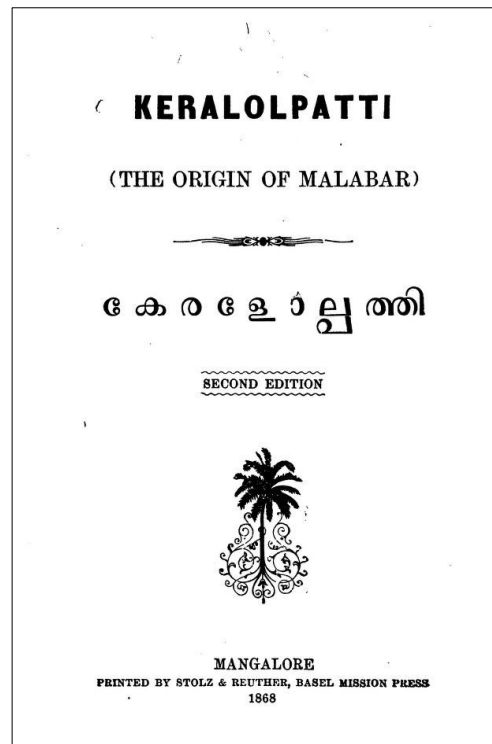 KERALOLPATTI
(THE ORIGIN OF MALABAR)
കേരളോല്പത്തി
SECOND EDITION
MANGALORE
PRINTED BY STOLZ & REUTHER, BASEL MISSION PRESS
1868